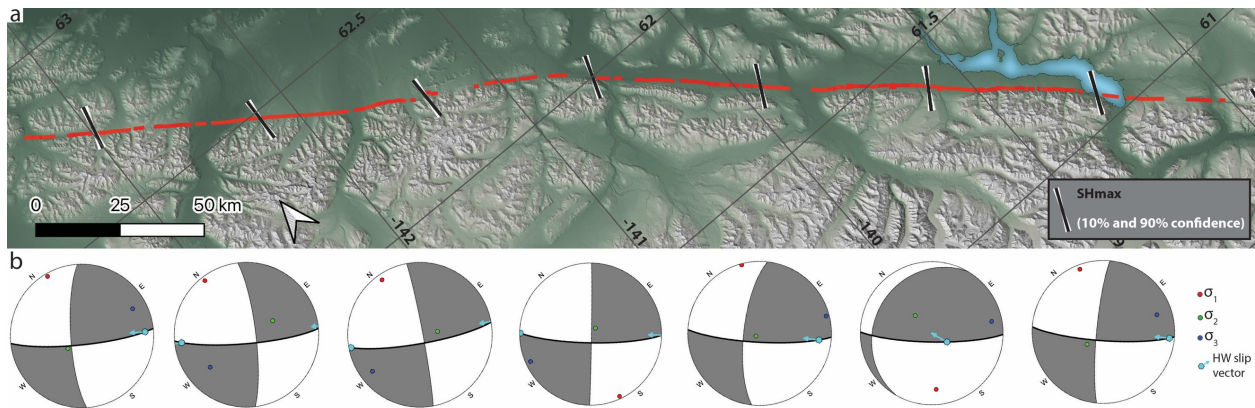 a
63
62.5
62
61.5
61
0 25 50 km
-142
-141
-140
SHmax
(10% and 90% confidence)
b
N E N E N E N E N E N E N E
W S W S W S W S W S W S W S
σ1
σ2
σ3
HW slip
vector